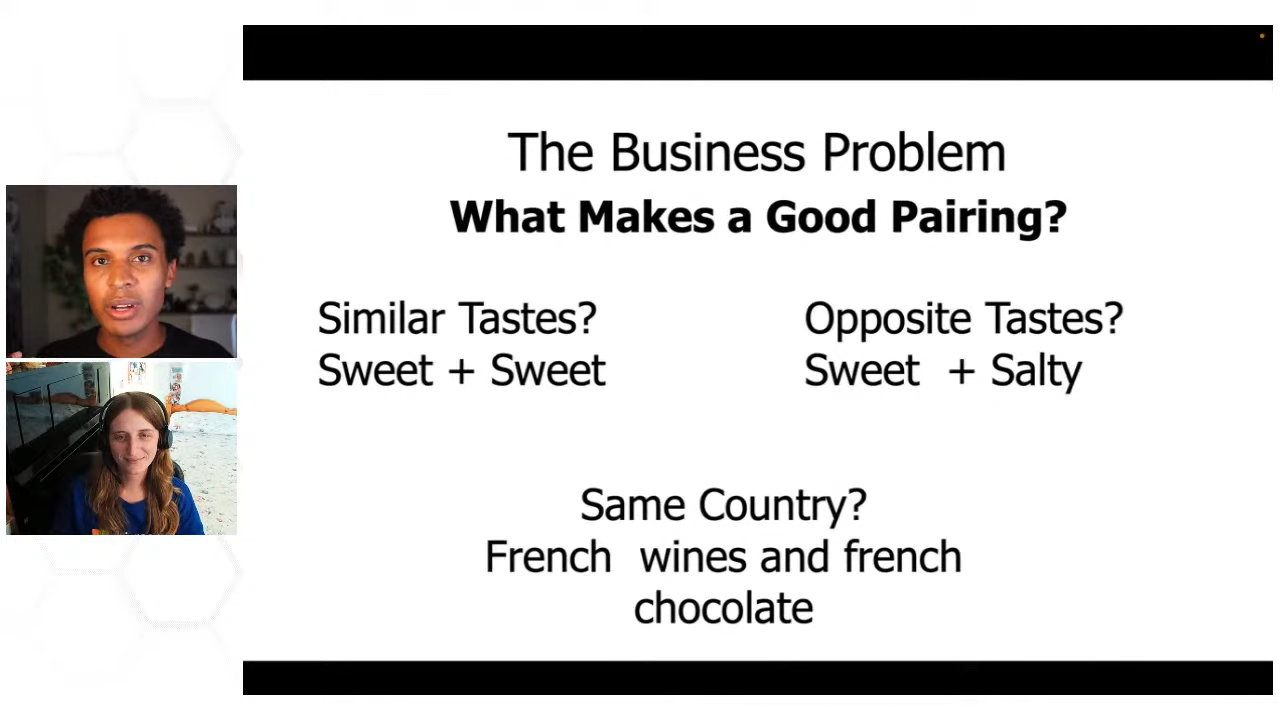 The Business Problem
What Makes a Good Pairing?
Similar Tastes?
Sweet + Sweet
Opposite Tastes?
Sweet + Salty
Same Country?
French wines and french
chocolate